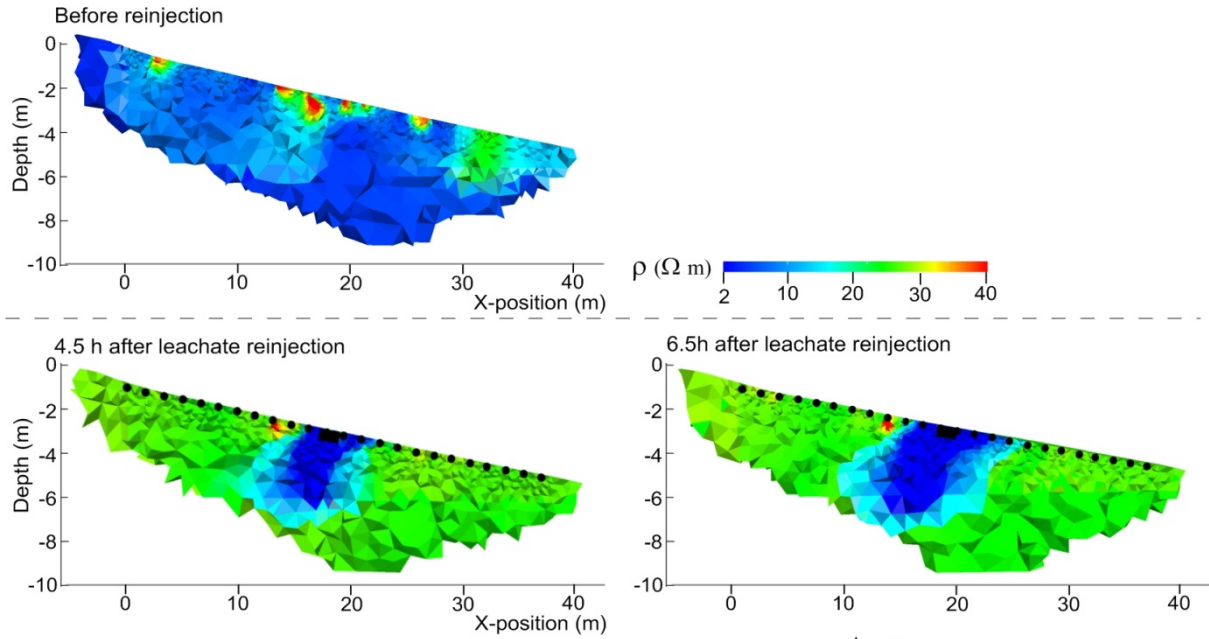 Before reinjection
0
-2
-4
-6
-8
-10
Depth (m)
0 10 20 30 40
X-position (m)
ρ (Ω m)
2 10 20 30 40
4.5 h after leachate reinjection
0
-2
-4
-6
-8
-10
Depth (m)
0 10 20 30 40
X-position (m)
6.5h after leachate reinjection
0
-2
-4
-6
-8
-10
0 10 20 30 40